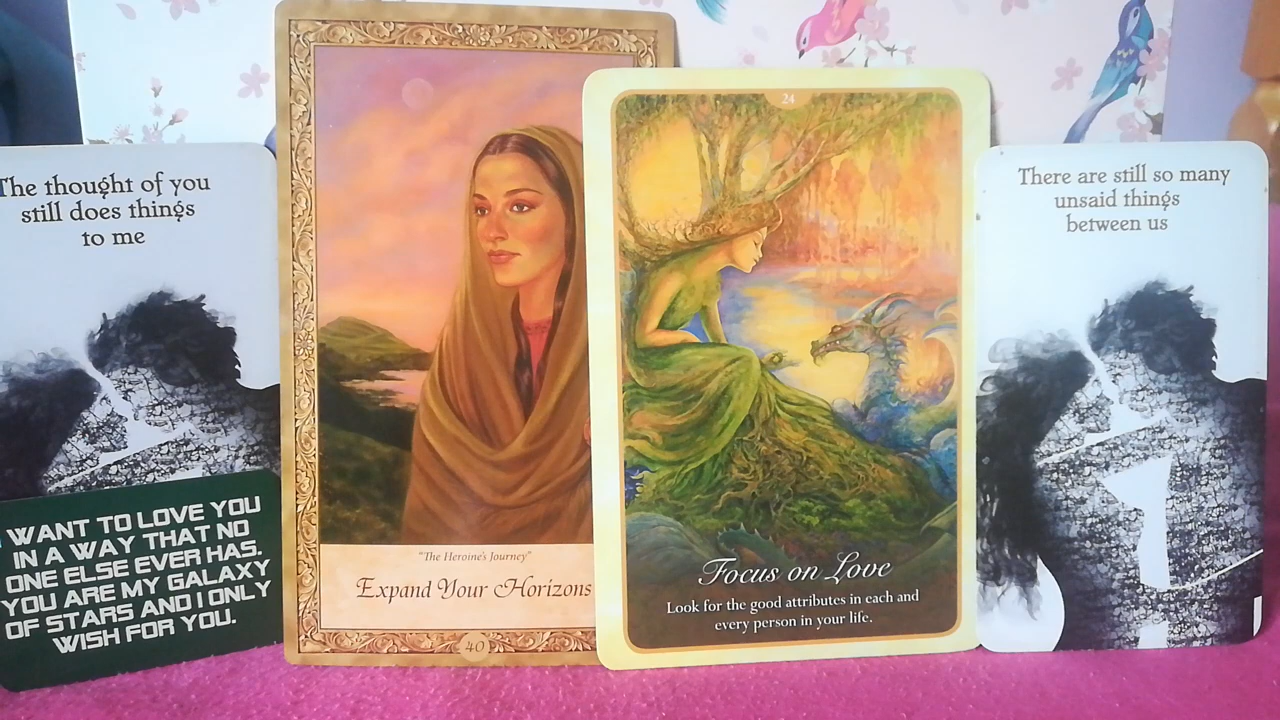 The thought of you
still does things
to me
WANT TO LOVE YOU
IN A WAY THAT NO
ONE ELSE EVER HAS.
YOU ARE MY GALAXY
OF STARS AND I ONLY
WISH FOR YOU.
"The Heroine's Journey"
Expand Your Horizons
40
24
Focus on Love
Look for the good attributes in each and
every person in your life.
There are still so many
unsaid things
between us